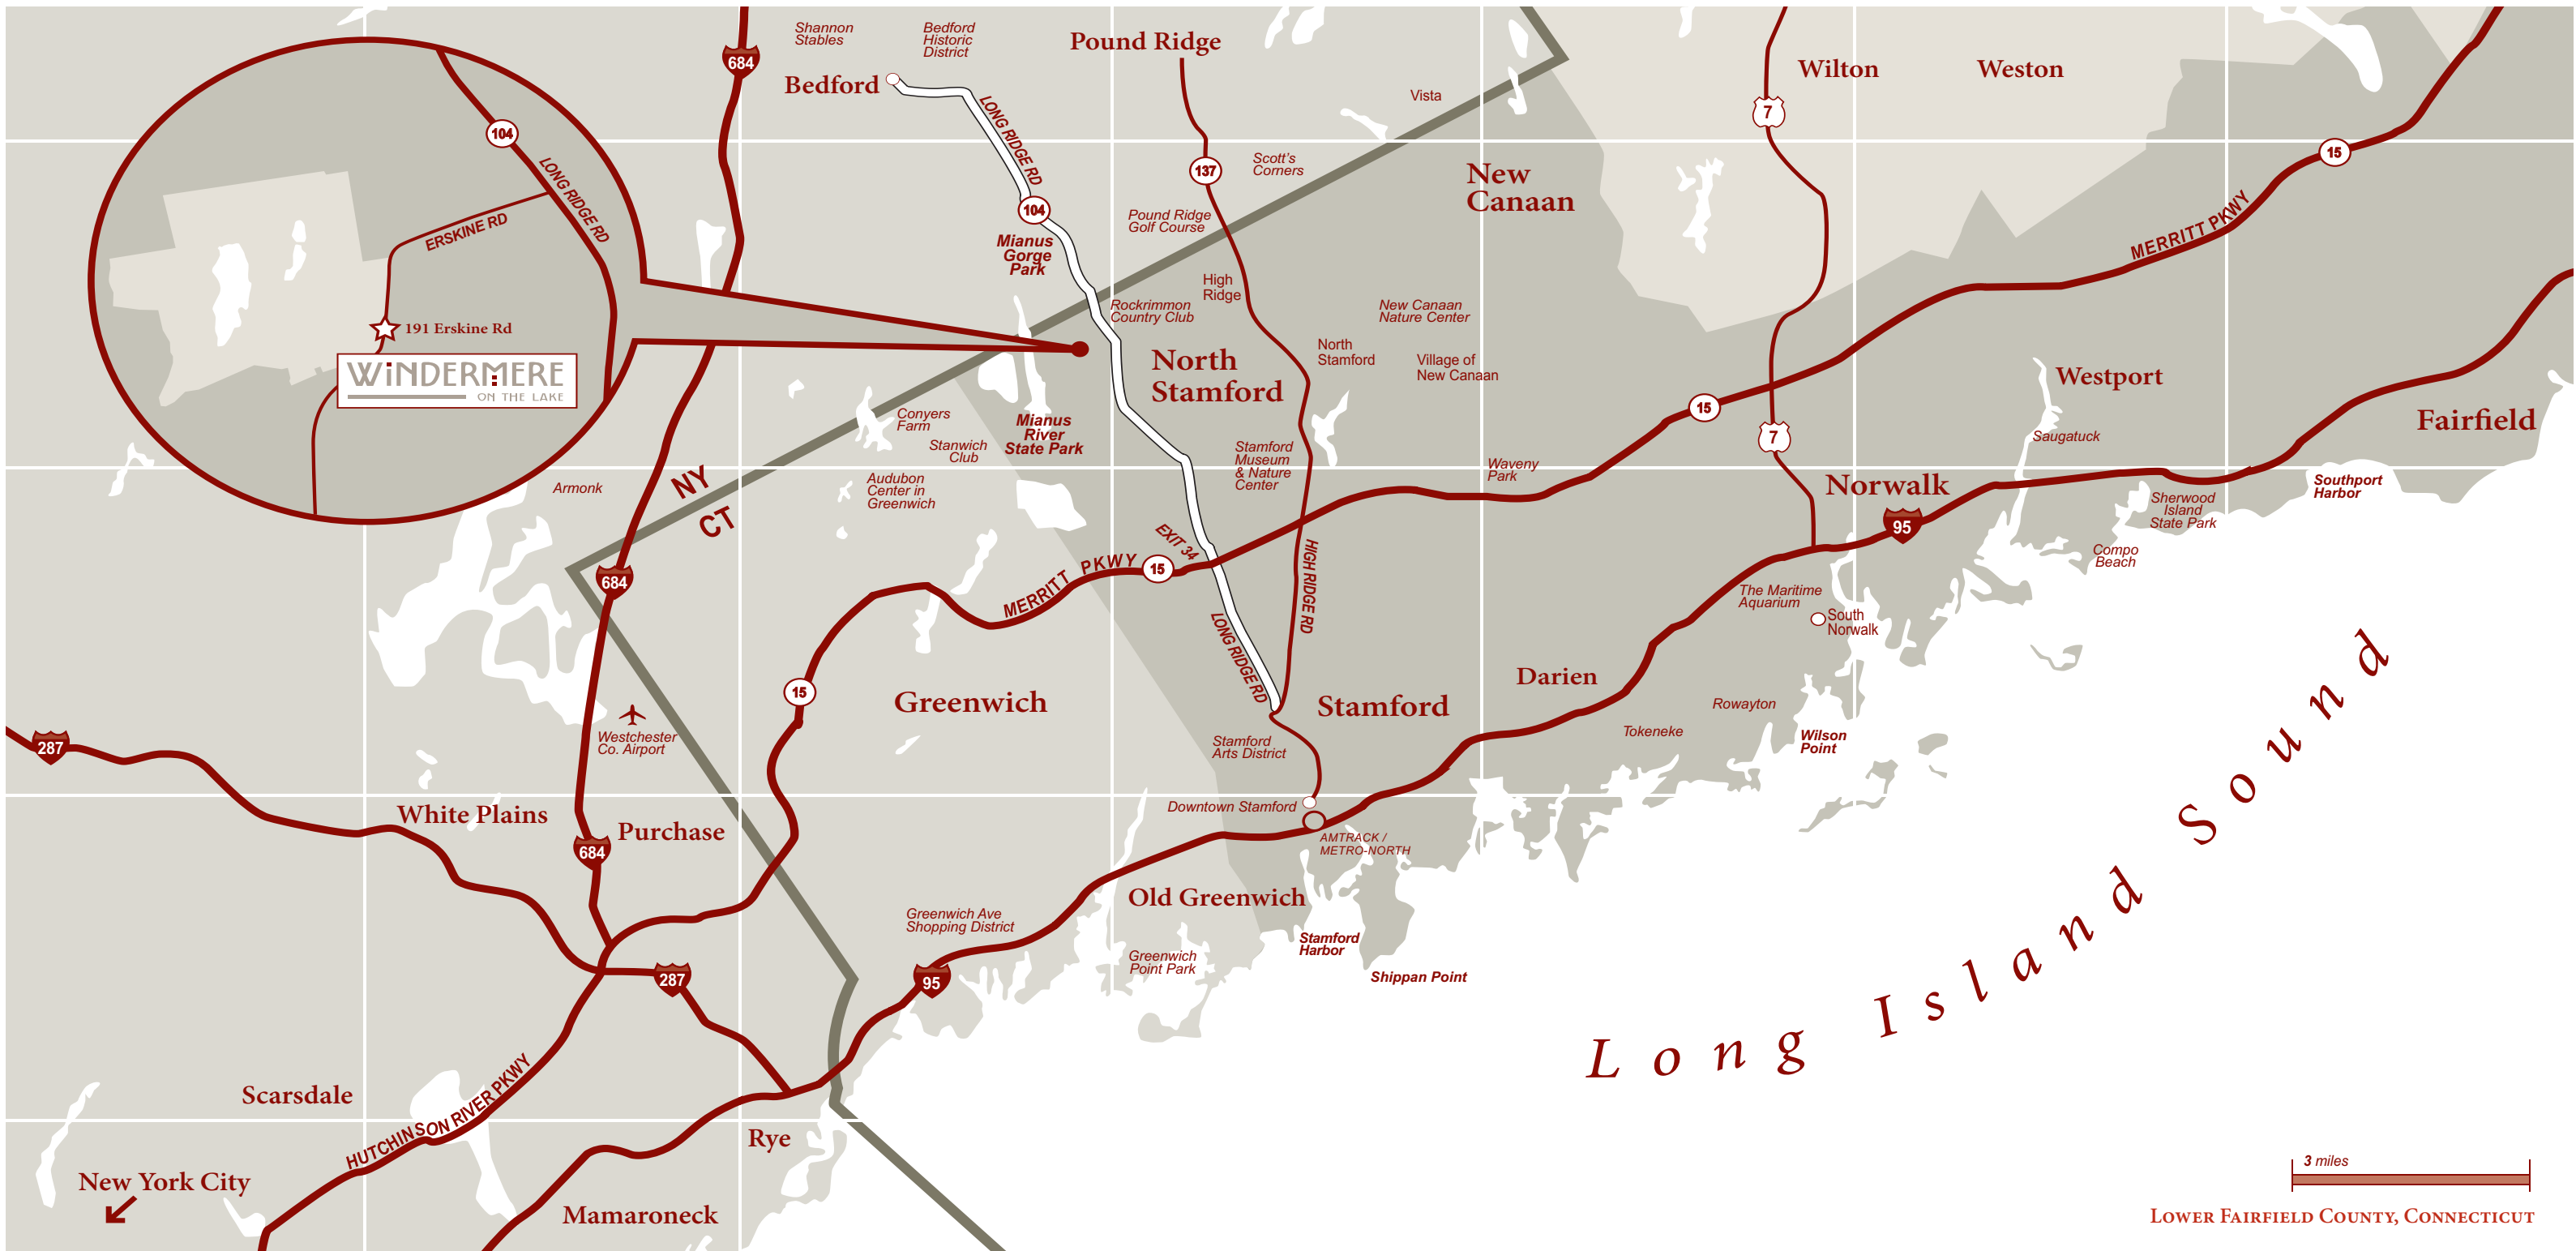 Shannon
Stables
Bedford
Historic
District
684
Bedford
Pound Ridge
Vista
Wilton
Weston
7
104
LONG RIDGE RD
ERSKINE RD
191 Erskine Rd
WiNDERMERE
ON THE LAKE
LONG RIDGE RD
104
Mianus
Gorge
Park
137
Scott's
Corners
Pound Ridge
Golf Course
New
Canaan
15
MERRITT PKWY
High
Ridge
Rockrimmon
Country Club
New Canaan
Nature Center
North
Stamford
North
Stamford
Village of
New Canaan
15
7
Westport
Saugatuck
Fairfield
Conyers
Farm
Stanwich
Club
Mianus
River
State Park
Audubon
Center in
Greenwich
Stamford
Museum
& Nature
Center
Waveny
Park
Norwalk
95
Sherwood
Island
State Park
Southport
Harbor
Compo
Beach
Armonk
NY
CT
684
EXIT 34
MERRITT PKWY
15
HIGH RIDGE RD
LONG RIDGE RD
The Maritime
Aquarium
South
Norwalk
15
Greenwich
Stamford
Darien
Rowayton
Tokeneke
Wilson
Point
287
Westchester
Co. Airport
Stamford
Arts District
White Plains
Purchase
684
Downtown Stamford
AMTRACK /
METRO-NORTH
Old Greenwich
Greenwich Ave
Shopping District
95
Greenwich
Point Park
Stamford
Harbor
Shippan Point
287
Long Island Sound
HUTCHINSON RIVER PKWY
Scarsdale
Rye
New York City
Mamaroneck
3 miles
Lower Fairfield County, Connecticut